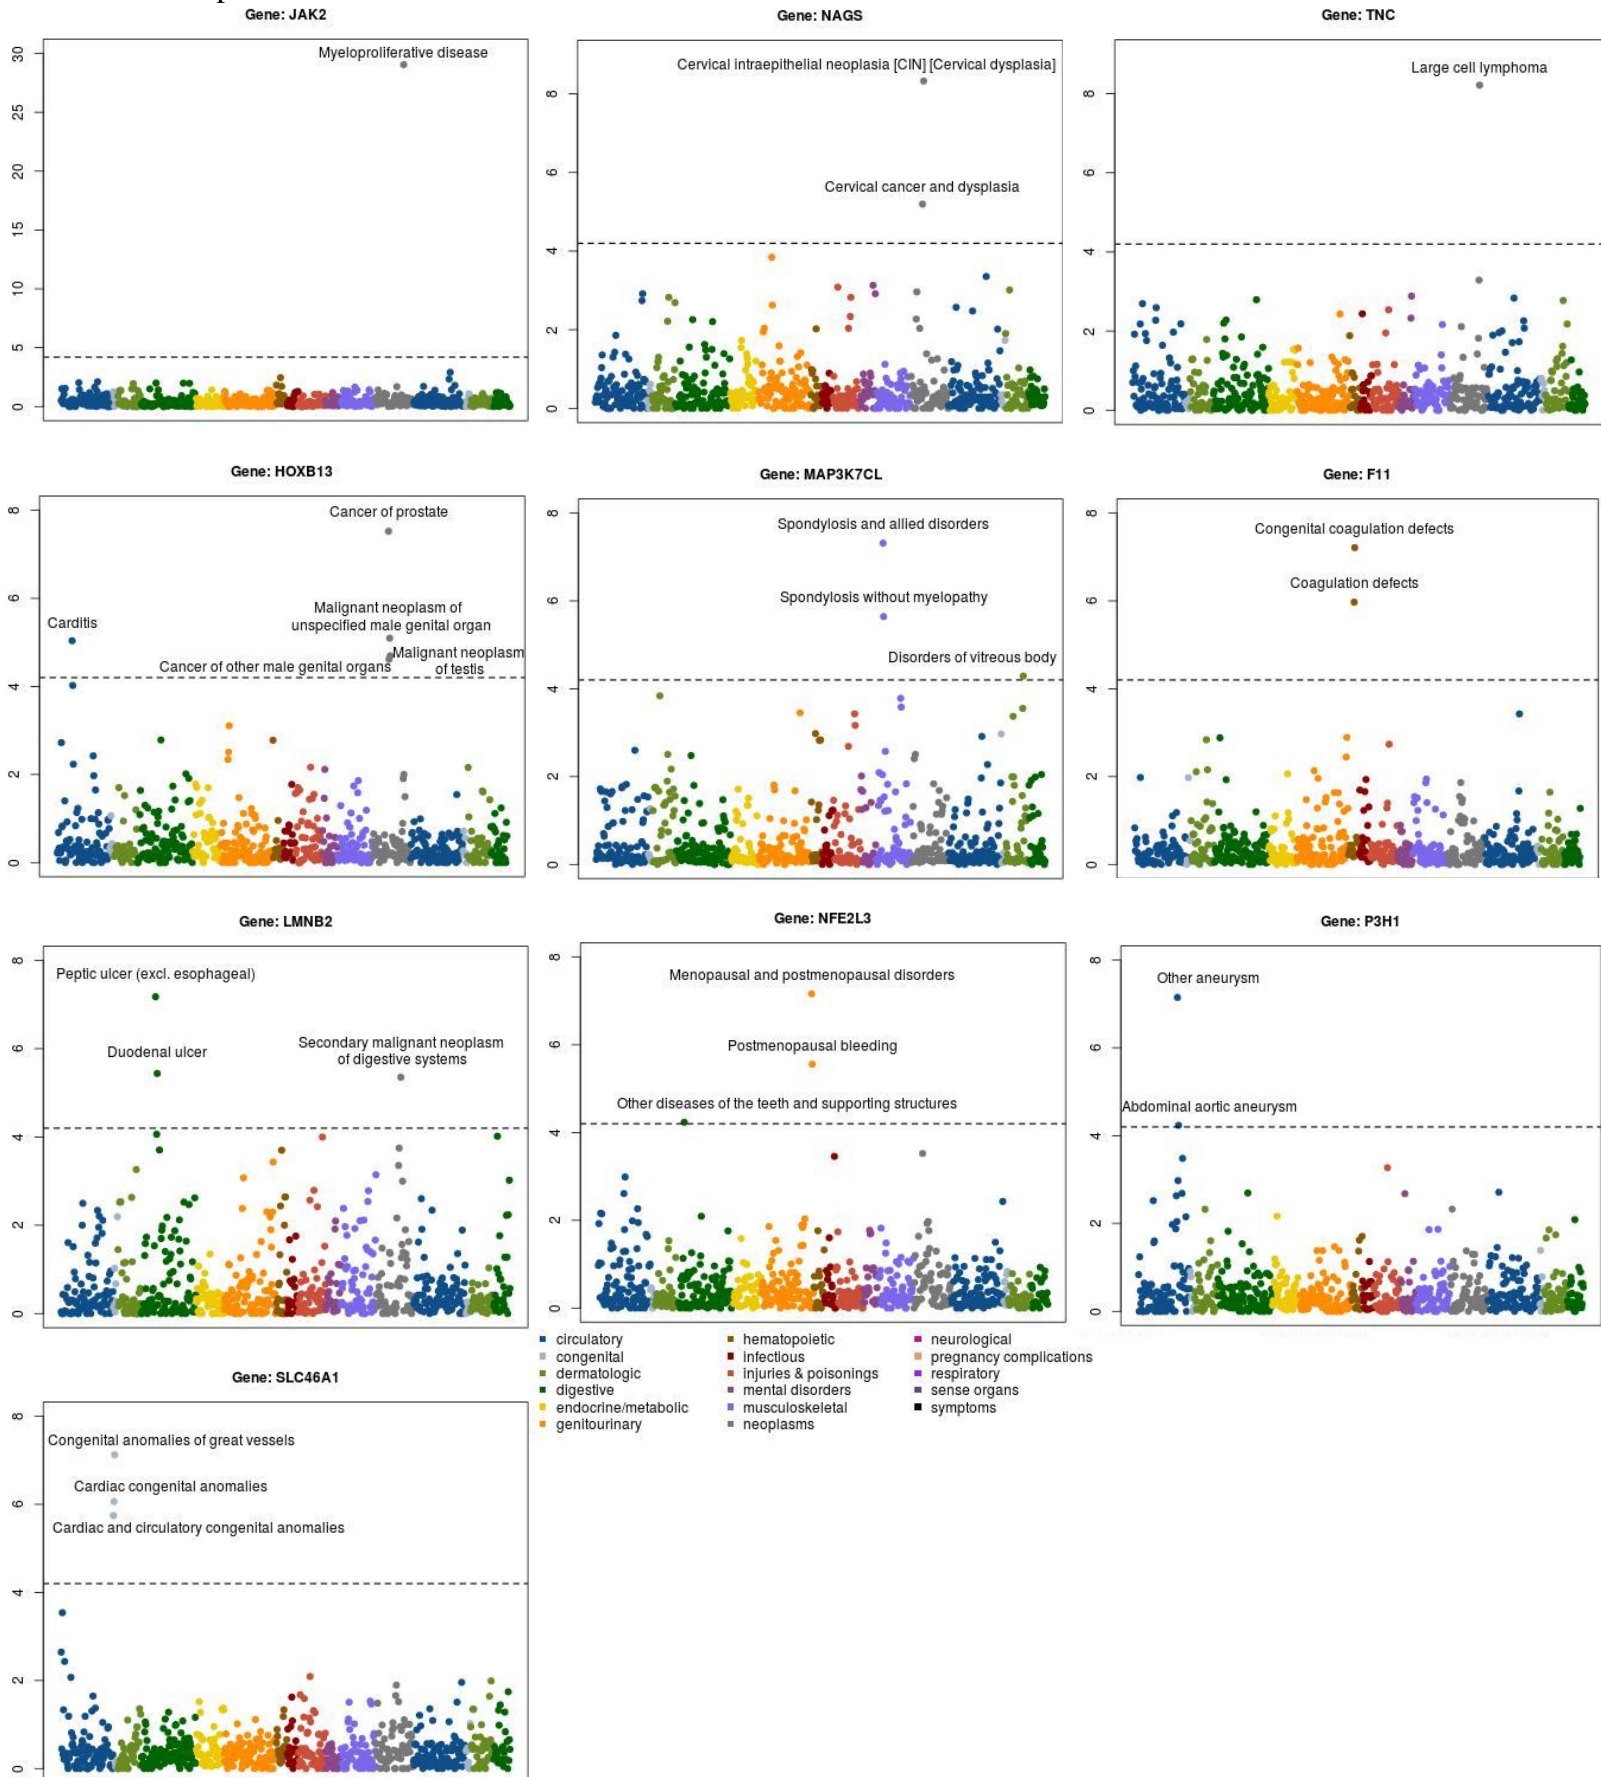 Gene: JAK2
30
25
20
15
10
5
0
Myeloproliferative disease
Gene: NAGS
8
6
4
2
0
Cervical intraepithelial neoplasia [CIN] [Cervical dysplasia]
Cervical cancer and dysplasia
Gene: TNC
8
6
4
2
0
Large cell lymphoma
Gene: HOXB13
8
6
4
2
0
Cancer of prostate
Malignant neoplasm of
unspecified male genital organ
Carditis
Malignant neoplasm
of testis
Cancer of other male genital organs
Gene: MAP3K7CL
8
6
4
2
0
Spondylosis and allied disorders
Spondylosis without myelopathy
Disorders of vitreous body
Gene: F11
8
6
4
2
0
Congenital coagulation defects
Coagulation defects
Gene: LMNB2
8
6
4
2
0
Peptic ulcer (excl. esophageal)
Duodenal ulcer
Secondary malignant neoplasm
of digestive systems
Gene: NFE2L3
8
6
4
2
0
Menopausal and postmenopausal disorders
Postmenopausal bleeding
Other diseases of the teeth and supporting structures
Gene: P3H1
8
6
4
2
0
Other aneurysm
Abdominal aortic aneurysm
Gene: SLC46A1
8
6
4
2
0
Congenital anomalies of great vessels
Cardiac congenital anomalies
Cardiac and circulatory congenital anomalies
circulatory
congenital
dermatologic
digestive
endocrine/metabolic
genitourinary
hematopoietic
infectious
injuries & poisonings
mental disorders
musculoskeletal
neoplasms
neurological
pregnancy complications
respiratory
sense organs
symptoms